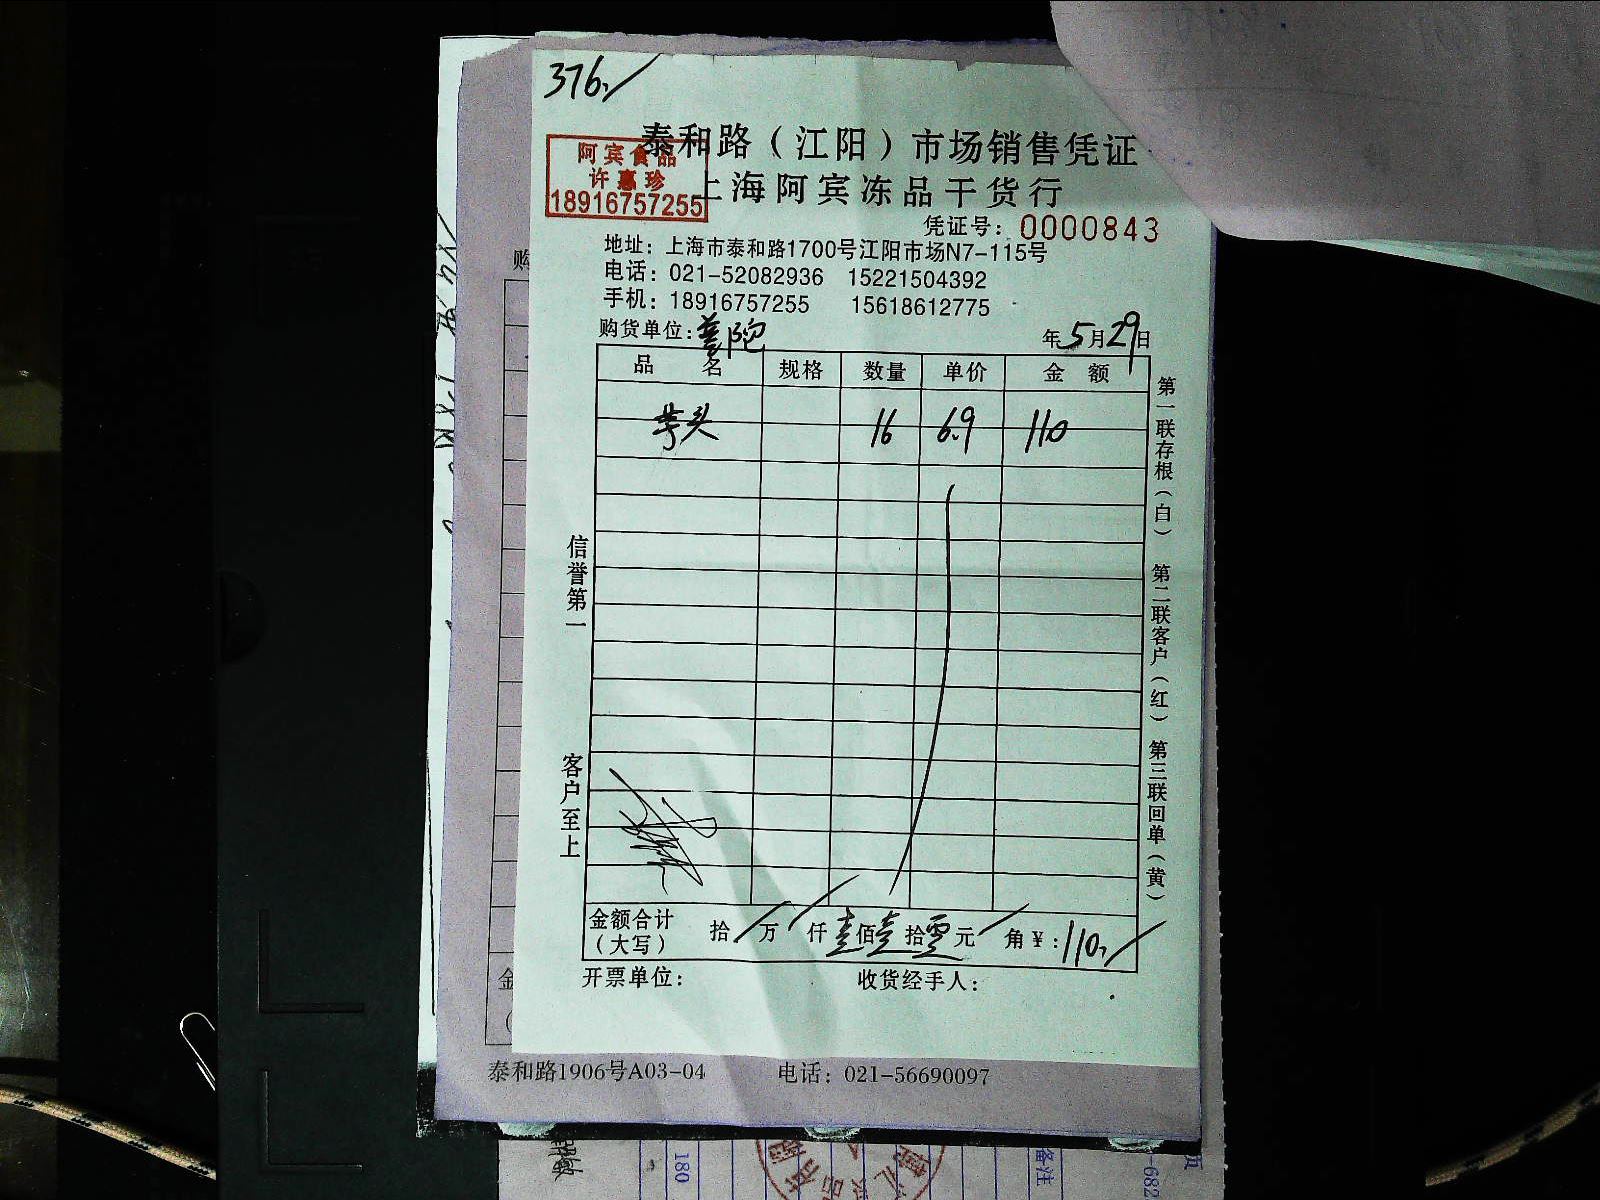 376.
泰和路（江阳）市场销售凭证
阿宾食品
许惠珍
18916757255
上海阿宾冻品干货行
凭证号：0000843
地址：上海市泰和路1700号江阳市场N7-115号
电话：021-52082936 15221504392
手机：18916757255 15618612775
购货单位：普陀 年5月29日
品名 规格 数量 单价 金额
芋头 16 6.9 110
信誉第一
客户至上
第一联存根（白） 第二联客户（红） 第三联回单（黄）
金额合计（大写） 拾/万/仟壹佰壹拾零元/角￥：110.
开票单位： 收货经手人：
泰和路1906号A03-04 电话：021-56690097
180
备注
-682